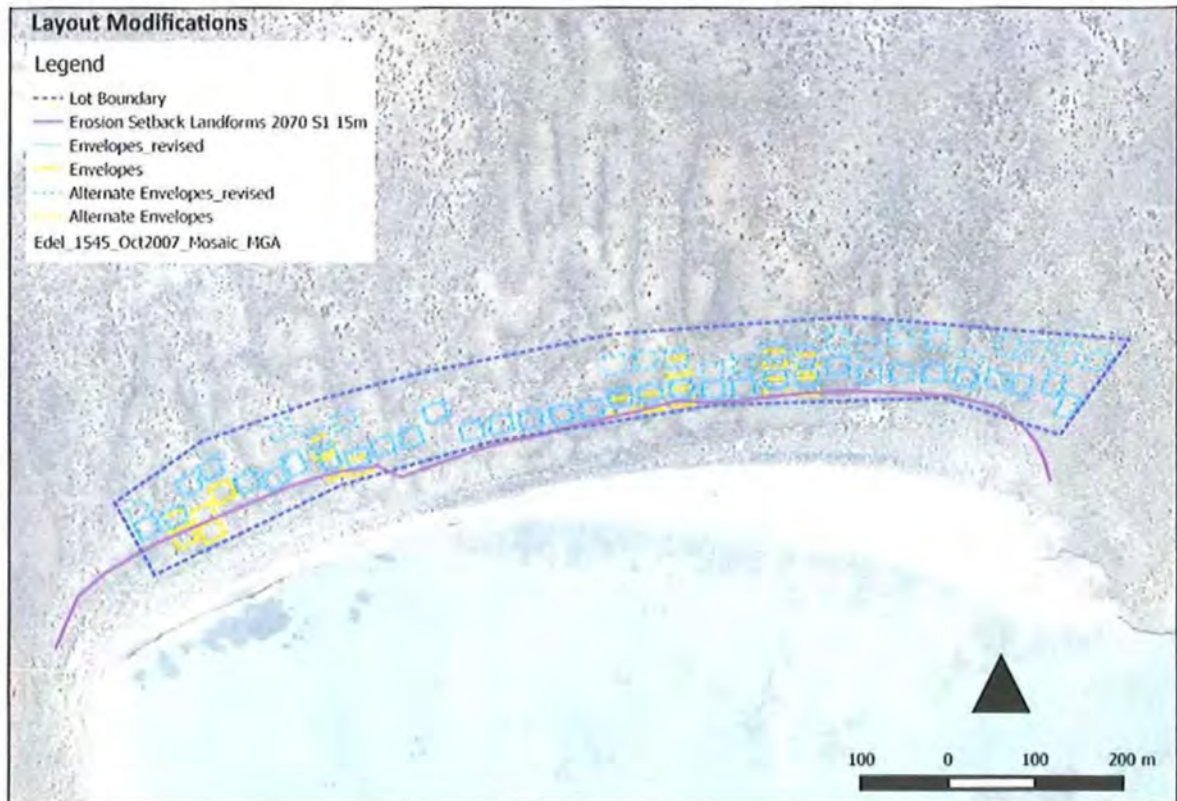 Layout Modifications
Legend
Lot Boundary
Erosion Setback Landforms 2070 S1 15m
Envelopes_revised
Envelopes
Alternate Envelopes_revised
Alternate Envelopes
Edel_1545_Oct2007_Mosaic_MGA
100 0 100 200 m